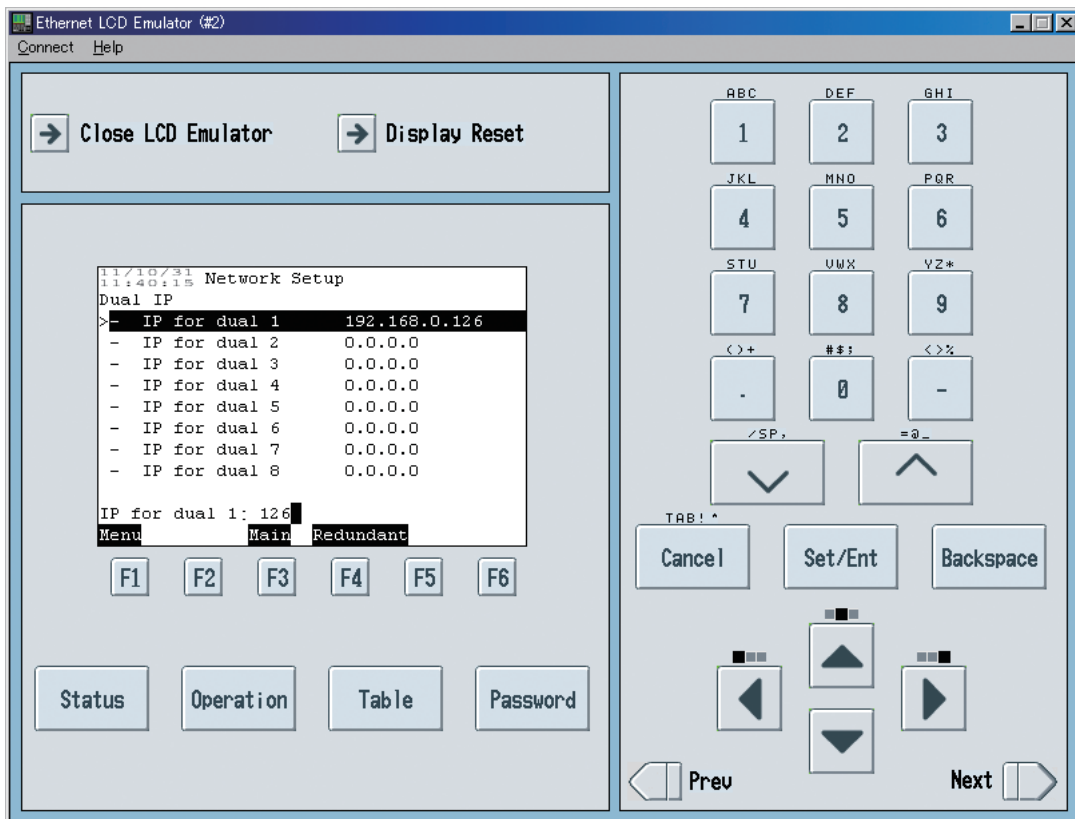 Ethernet LCD Emulator (#2)
Connect Help
Close LCD Emulator Display Reset
11/10/31
11:40:15 Network Setup
Dual IP
>- IP for dual 1 192.168.0.126
- IP for dual 2 0.0.0.0
- IP for dual 3 0.0.0.0
- IP for dual 4 0.0.0.0
- IP for dual 5 0.0.0.0
- IP for dual 6 0.0.0.0
- IP for dual 7 0.0.0.0
- IP for dual 8 0.0.0.0
IP for dual 1: 126
Menu Main Redundant
F1 F2 F3 F4 F5 F6
Status Operation Table Password
ABC DEF GHI
1 2 3
JKL MNO PQR
4 5 6
STU VWX YZ*
7 8 9
()+ #$; <>%
. 0 -
/SP, =@_
TAB!^
Cancel Set/Ent Backspace
Prev Next